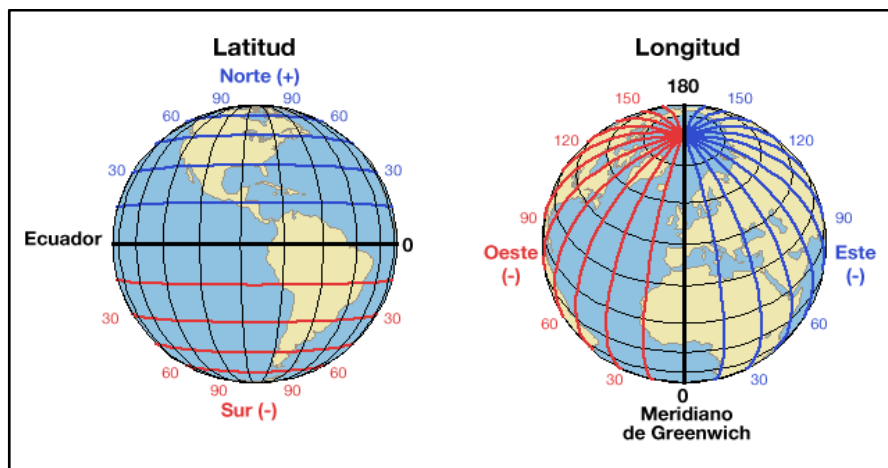 Latitud
Norte (+)
90 90
60 60
30 30
Ecuador 0
30 30
60 60
90 90
Sur (-)
Longitud
180
150 150
120 120
90 90
Oeste Este
(-) (-)
60 60
30 30
0
Meridiano
de Greenwich